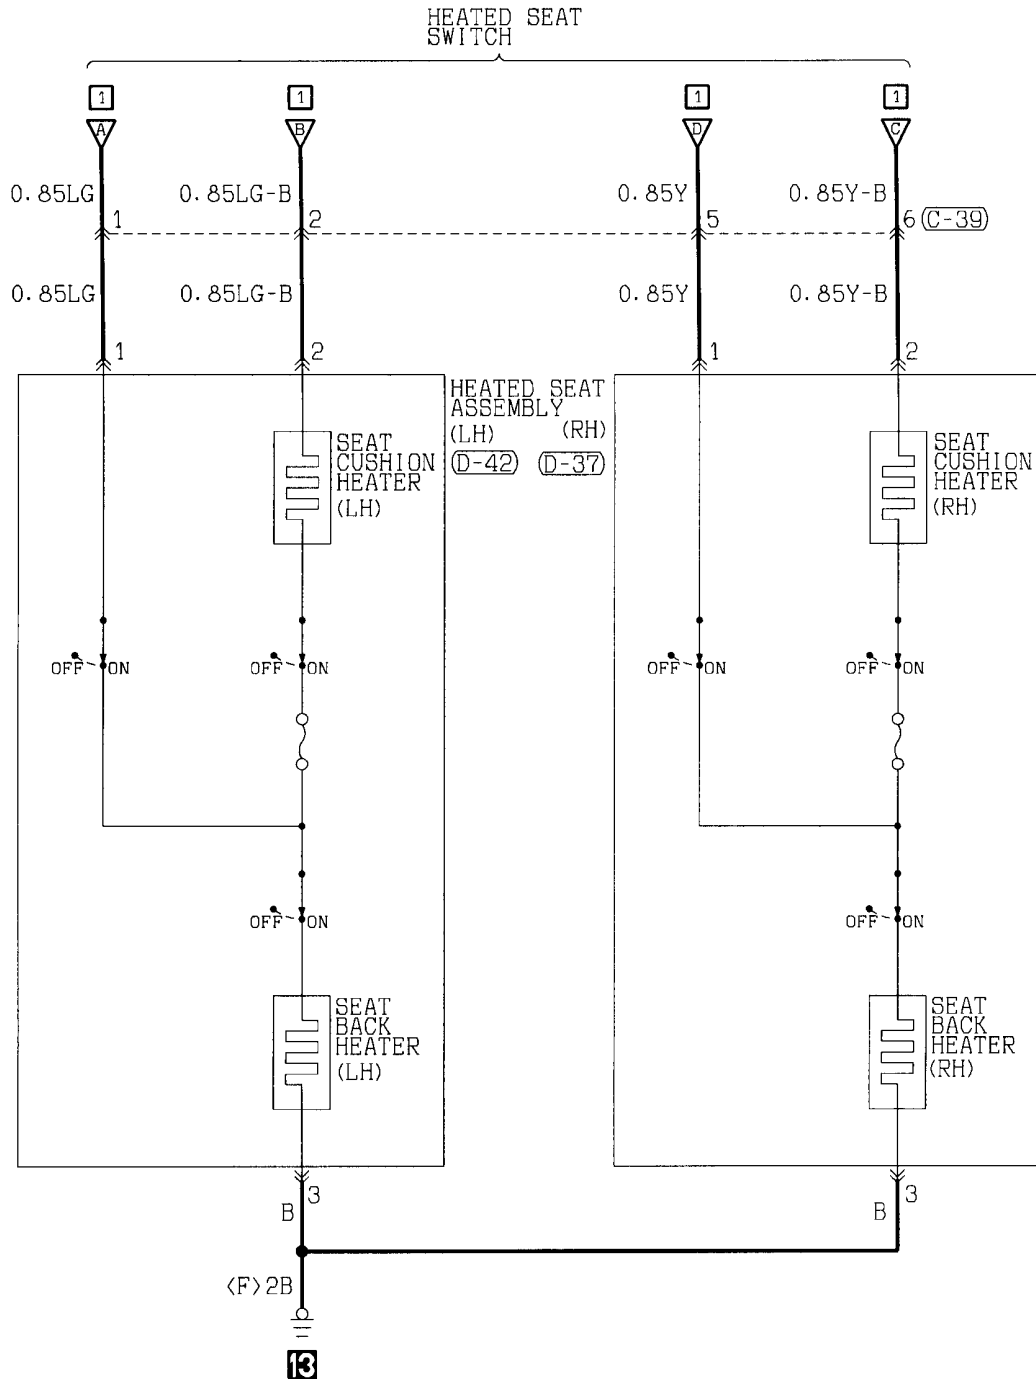 HEATED SEAT
SWITCH
1 1 1 1
A B D C
0.85LG 0.85LG-B 0.85Y 0.85Y-B
1 2 5 6 C-39
0.85LG 0.85LG-B 0.85Y 0.85Y-B
1 2 1 2
HEATED SEAT
ASSEMBLY
(LH) (RH)
D-42 D-37
SEAT
CUSHION
HEATER
(LH)
SEAT
CUSHION
HEATER
(RH)
OFF ON OFF ON OFF ON OFF ON
OFF ON OFF ON
SEAT
BACK
HEATER
(LH)
SEAT
BACK
HEATER
(RH)
3 3
B B
<F>2B
13